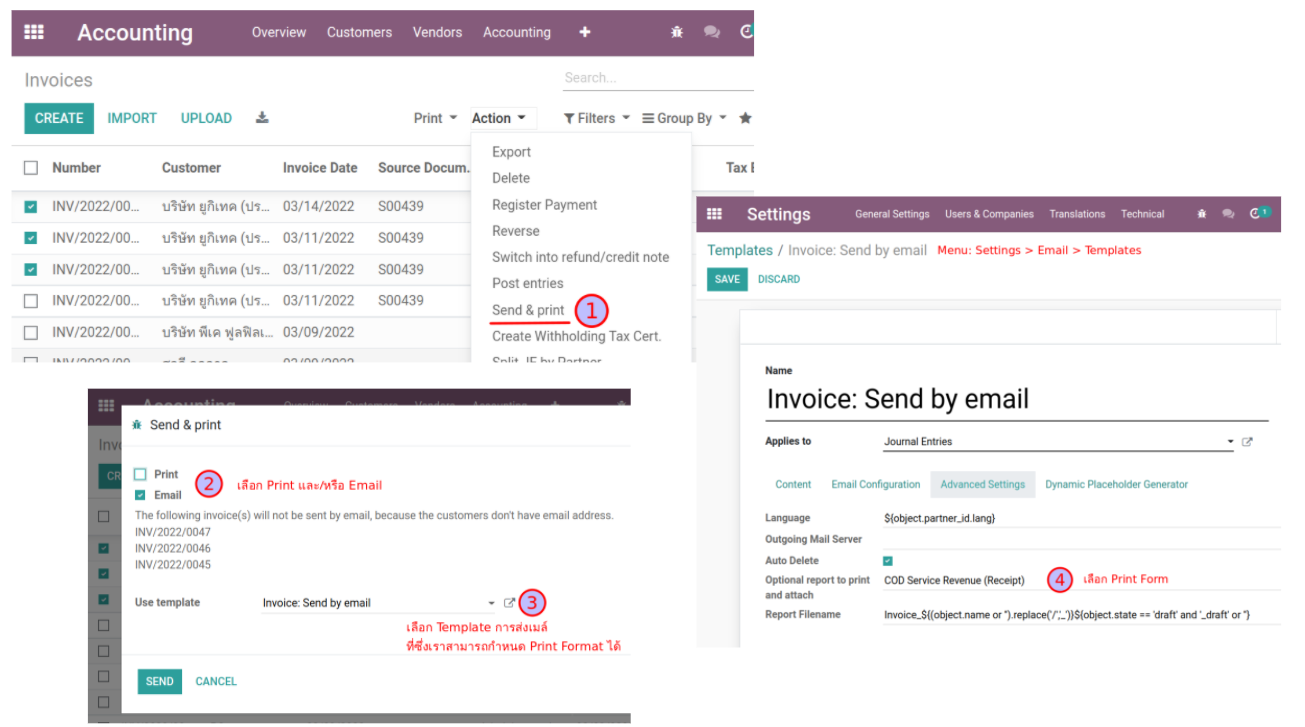 Accounting Overview Customers Vendors Accounting
Invoices
Search...
CREATE IMPORT UPLOAD Print Action Filters Group By
Number Customer Invoice Date Source Docum... Tax
INV/2022/00... บริษัท ยูกิเทค (ปร... 03/14/2022 S00439
INV/2022/00... บริษัท ยูกิเทค (ปร... 03/11/2022 S00439
INV/2022/00... บริษัท ยูกิเทค (ปร... 03/11/2022 S00439
INV/2022/00... บริษัท ยูกิเทค (ปร... 03/11/2022 S00439
INV/2022/00... บริษัท พีเค ฟูลฟิลเ... 03/09/2022
Export
Delete
Register Payment
Reverse
Switch into refund/credit note
Post entries
Send & print 1
Create Withholding Tax Cert.
Split JE by Partner
Settings General Settings Users & Companies Translations Technical 1
Templates / Invoice: Send by email Menu: Settings > Email > Templates
SAVE DISCARD
Name
Invoice: Send by email
Applies to Journal Entries
Content Email Configuration Advanced Settings Dynamic Placeholder Generator
Language ${object.partner_id.lang}
Outgoing Mail Server
Auto Delete
Optional report to print COD Service Revenue (Receipt) 4 เลือก Print Form
and attach
Report Filename Invoice_${(object.name or '').replace('/','_')}${object.state == 'draft' and '_draft' or ''}
Send & print
Print
2 เลือก Print และ/หรือ Email
Email
The following invoice(s) will not be sent by email, because the customers don't have email address.
INV/2022/0047
INV/2022/0046
INV/2022/0045
Use template Invoice: Send by email 3
เลือก Template การส่งเมล์
ที่ซึ่งเราสามารถกำหนด Print Format ได้
SEND CANCEL